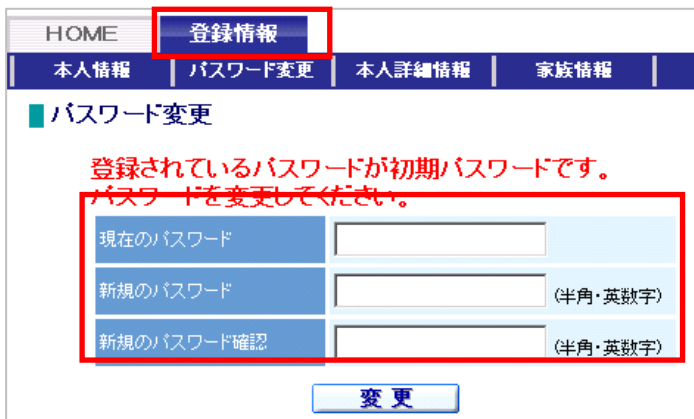 HOME 登録情報
本人情報 パスワード変更 本人詳細情報 家族情報
パスワード変更
登録されているパスワードが初期パスワードです。
パスワードを変更してください。
現在のパスワード
新規のパスワード (半角・英数字)
新規のパスワード確認 (半角・英数字)
変 更